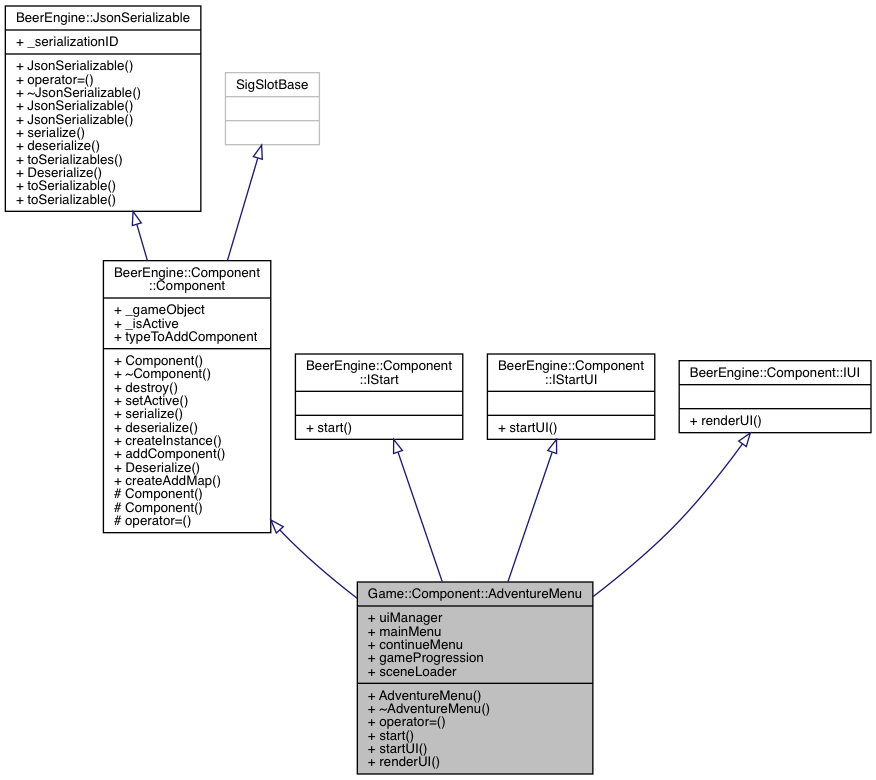 BeerEngine::JsonSerializable
+ _serializationID
+ JsonSerializable()
+ operator=()
+ ~JsonSerializable()
+ JsonSerializable()
+ JsonSerializable()
+ serialize()
+ deserialize()
+ toSerializables()
+ Deserialize()
+ toSerializable()
+ toSerializable()
SigSlotBase
BeerEngine::Component
::Component
+ _gameObject
+ _isActive
+ typeToAddComponent
+ Component()
+ ~Component()
+ destroy()
+ setActive()
+ serialize()
+ deserialize()
+ createInstance()
+ addComponent()
+ Deserialize()
+ createAddMap()
# Component()
# Component()
# operator=()
BeerEngine::Component
::IStart
+ start()
BeerEngine::Component
::IStartUI
+ startUI()
BeerEngine::Component::IUI
+ renderUI()
Game::Component::AdventureMenu
+ uiManager
+ mainMenu
+ continueMenu
+ gameProgression
+ sceneLoader
+ AdventureMenu()
+ ~AdventureMenu()
+ operator=()
+ start()
+ startUI()
+ renderUI()